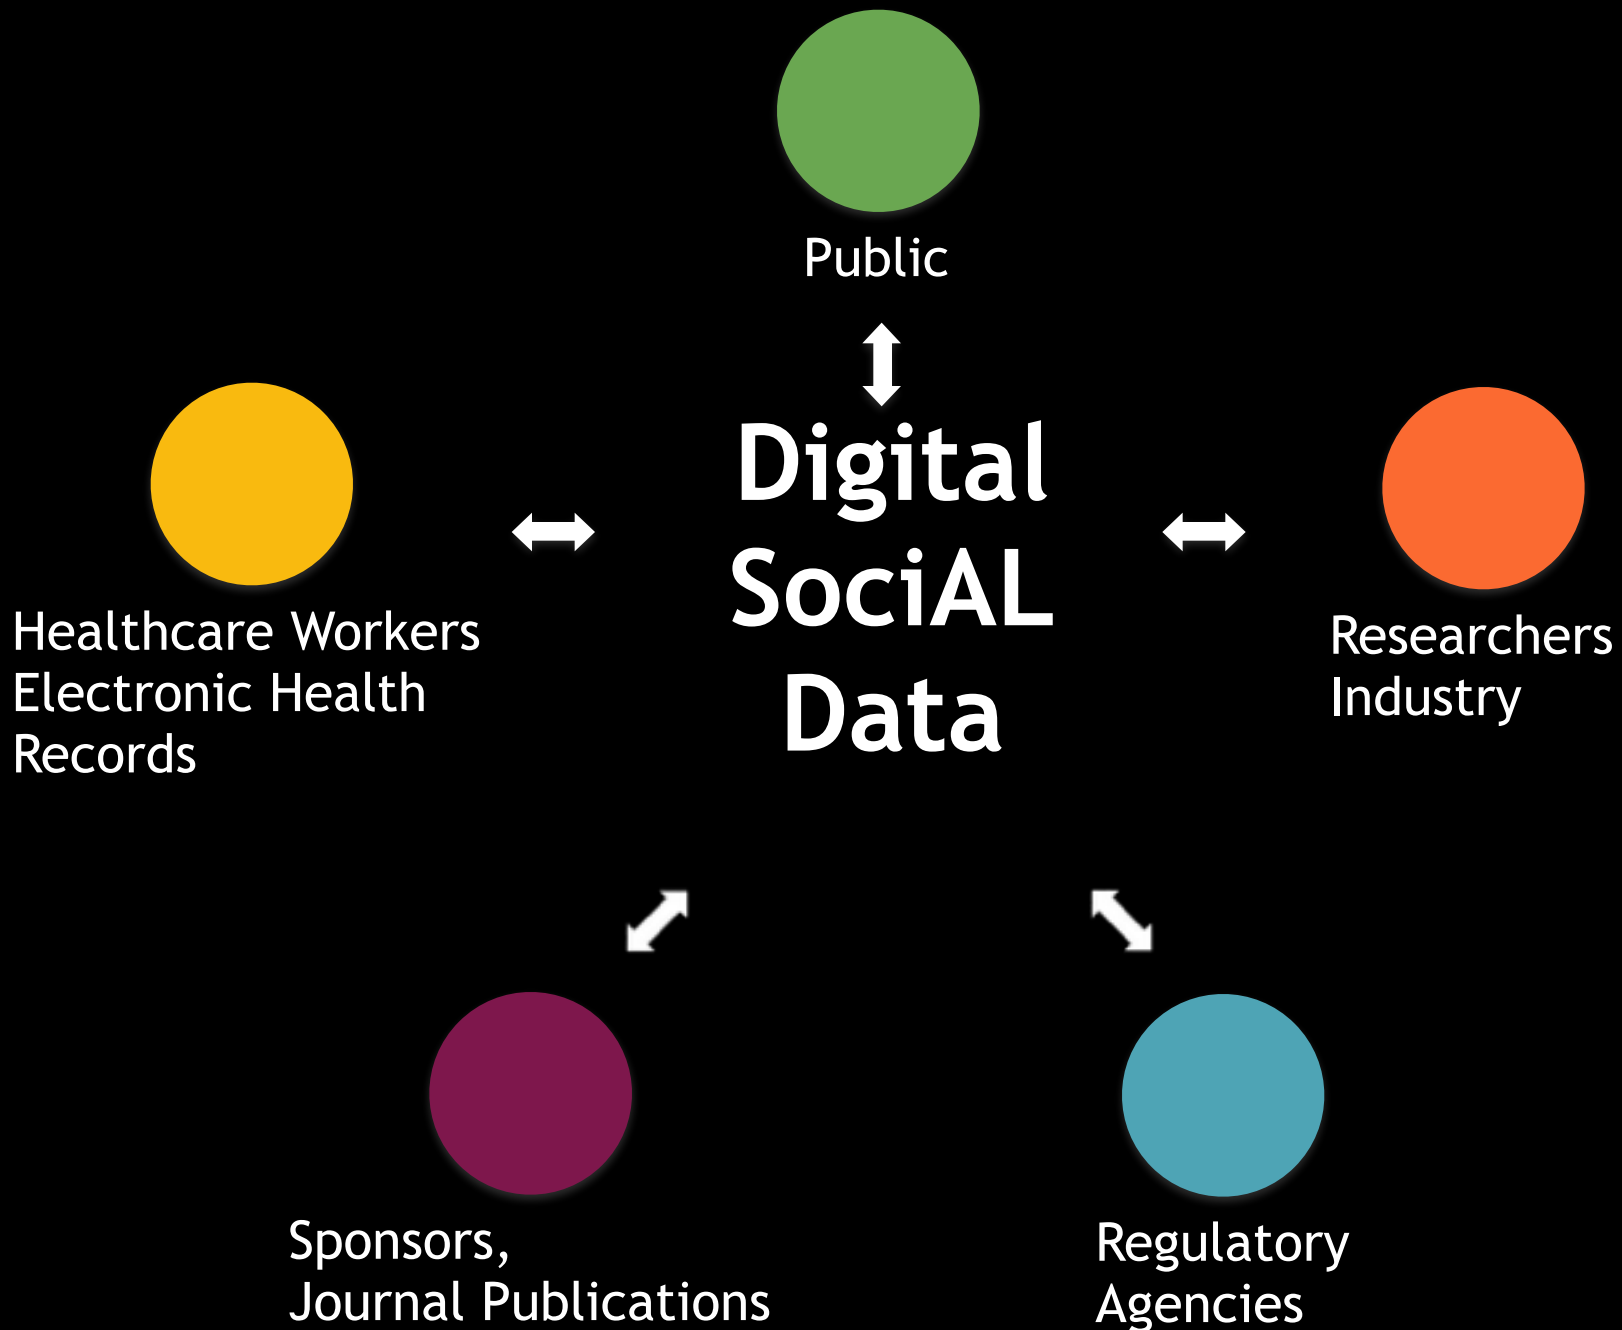 Public
Digital
SociAL
Data
Healthcare Workers
Electronic Health
Records
Researchers
Industry
Sponsors,
Journal Publications
Regulatory
Agencies